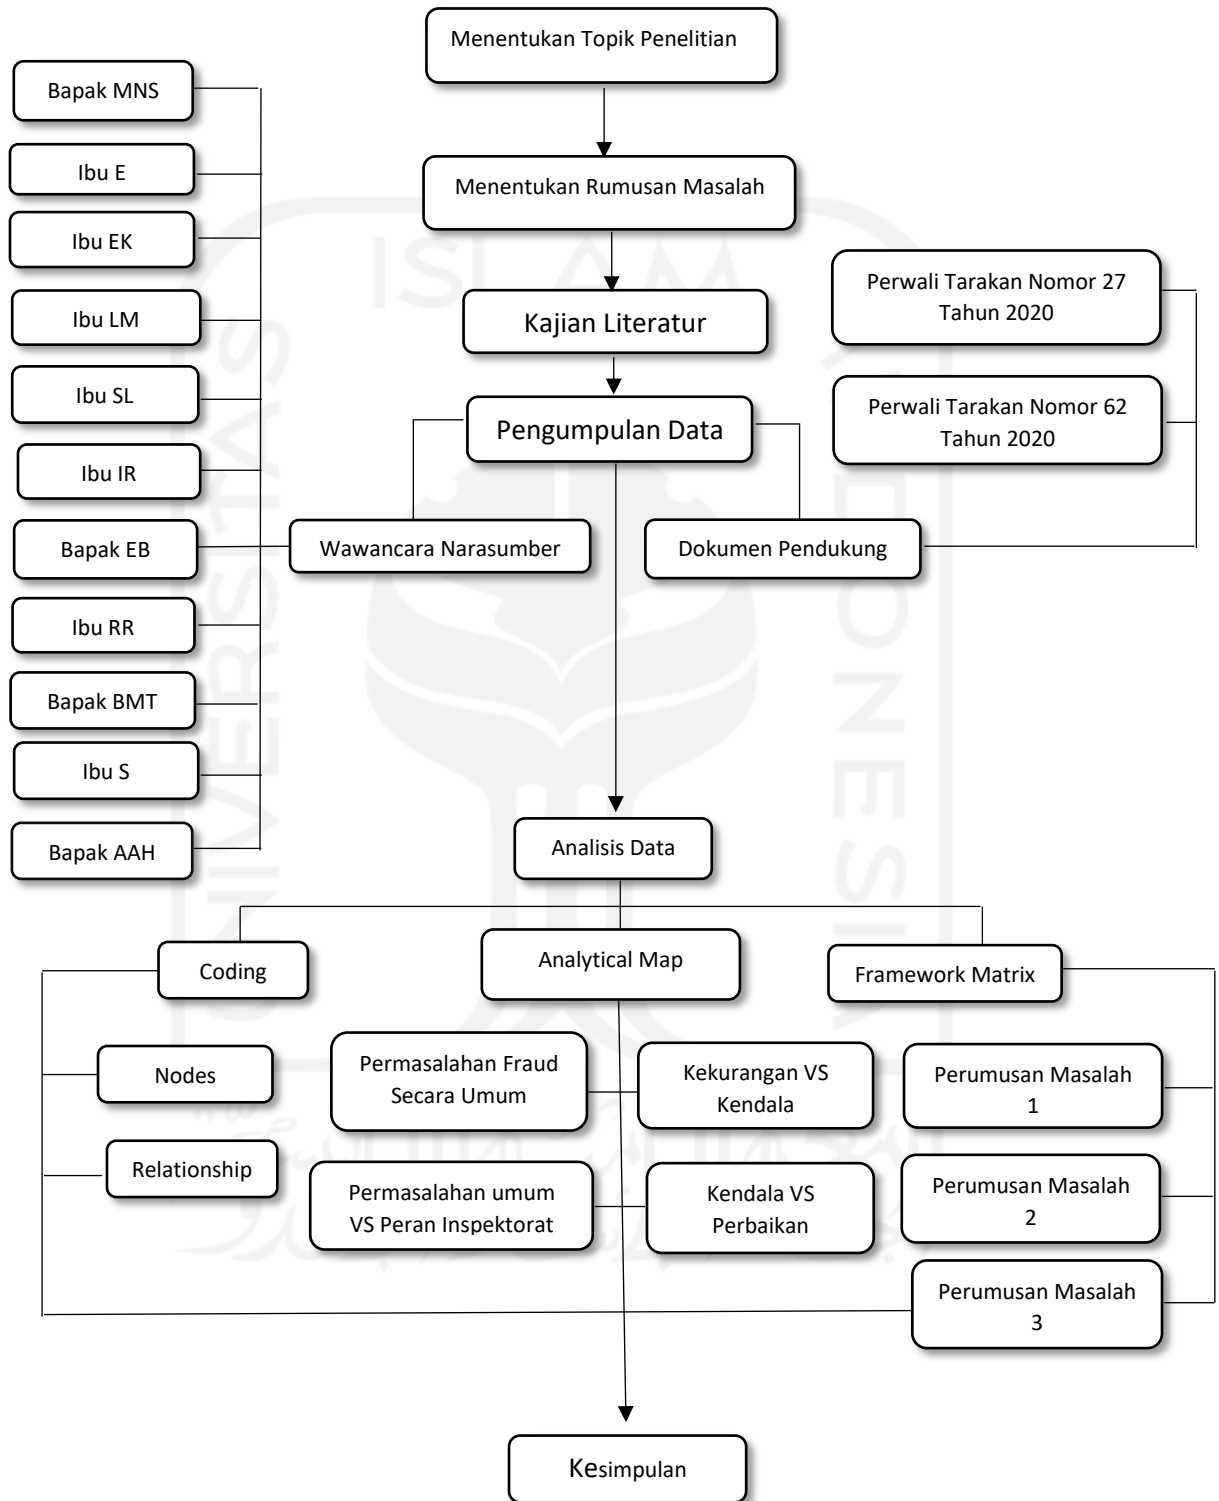 Menentukan Topik Penelitian
Bapak MNS
Ibu E
Menentukan Rumusan Masalah
Ibu EK
Perwali Tarakan Nomor 27
Tahun 2020
Ibu LM
Kajian Literatur
Ibu SL
Perwali Tarakan Nomor 62
Tahun 2020
Pengumpulan Data
Ibu IR
Bapak EB
Wawancara Narasumber
Dokumen Pendukung
Ibu RR
Bapak BMT
Ibu S
Bapak AAH
Analisis Data
Coding
Analytical Map
Framework Matrix
Nodes
Permasalahan Fraud
Secara Umum
Kekurangan VS
Kendala
Perumusan Masalah
1
Relationship
Permasalahan umum
VS Peran Inspektorat
Kendala VS
Perbaikan
Perumusan Masalah
2
Perumusan Masalah
3
Kesimpulan
UNIVERSITAS
ISLAM
INDONESIA